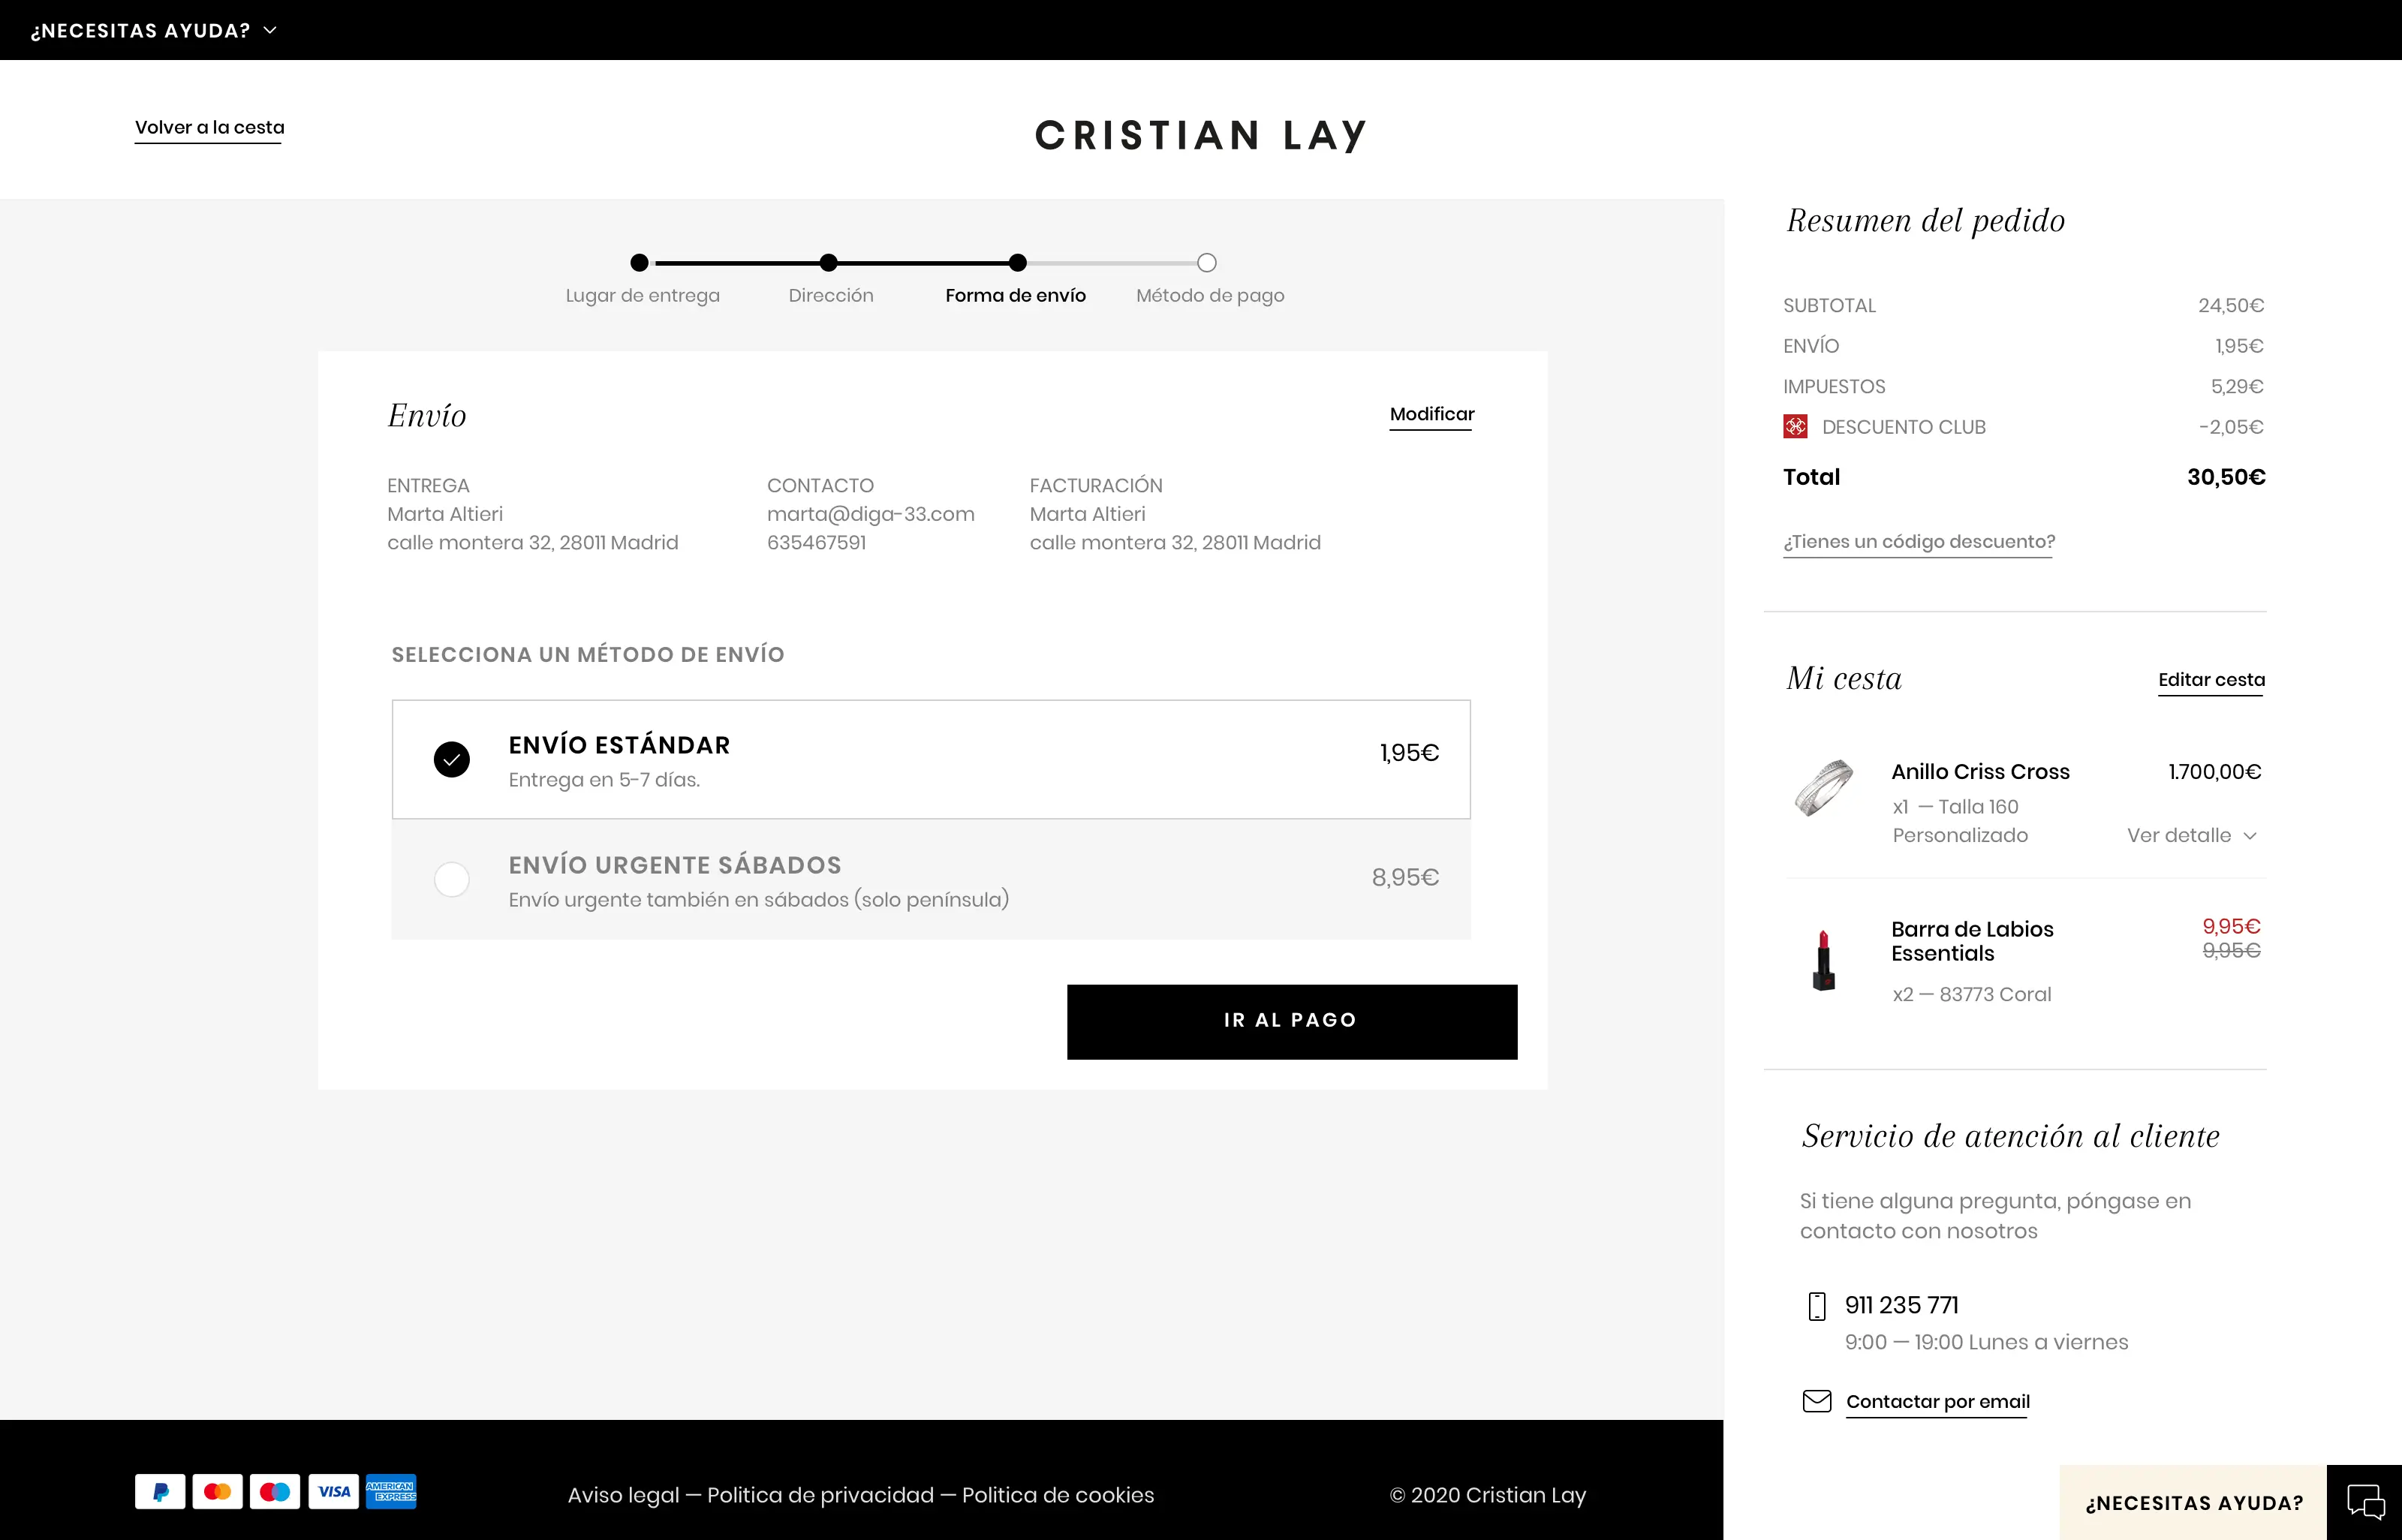 ¿NECESITAS AYUDA?
Volver a la cesta
CRISTIAN LAY
Lugar de entrega
Dirección
Forma de envío
Método de pago
Envío
Modificar
ENTREGA
Marta Altieri
calle montera 32, 28011 Madrid
CONTACTO
marta@diga-33.com
635467591
FACTURACIÓN
Marta Altieri
calle montera 32, 28011 Madrid
SELECCIONA UN MÉTODO DE ENVÍO
ENVÍO ESTÁNDAR
1,95€
Entrega en 5-7 días.
ENVÍO URGENTE SÁBADOS
8,95€
Envío urgente también en sábados (solo península)
IR AL PAGO
Resumen del pedido
SUBTOTAL 24,50€
ENVÍO 1,95€
IMPUESTOS 5,29€
DESCUENTO CLUB -2,05€
Total 30,50€
¿Tienes un código descuento?
Mi cesta
Editar cesta
Anillo Criss Cross 1.700,00€
x1 — Talla 160
Personalizado
Ver detalle
Barra de Labios
Essentials
9,95€
9,95€
x2 — 83773 Coral
Servicio de atención al cliente
Si tiene alguna pregunta, póngase en
contacto con nosotros
911 235 771
9:00 — 19:00 Lunes a viernes
Contactar por email
VISA
AMERICAN
EXPRESS
Aviso legal — Politica de privacidad — Politica de cookies
© 2020 Cristian Lay
¿NECESITAS AYUDA?